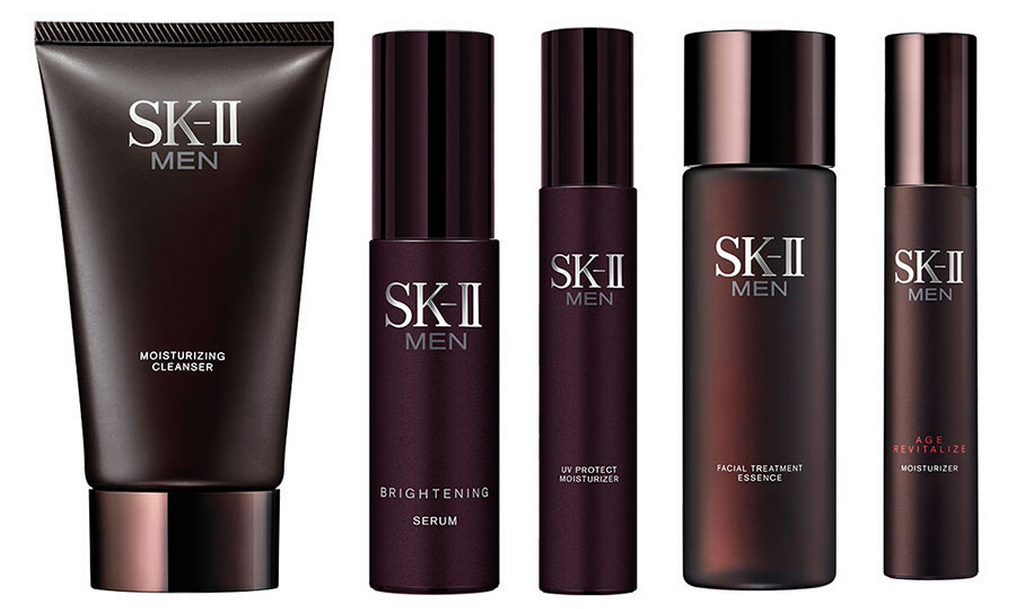 SK-II
MEN
MOISTURIZING
CLEANSER
SK-II
MEN
BRIGHTENING
SERUM
SK-II
MEN
UV PROTECT
MOISTURIZER
SK-II
MEN
FACIAL TREATMENT
ESSENCE
SK-II
MEN
AGE
REVITALIZE
MOISTURIZER